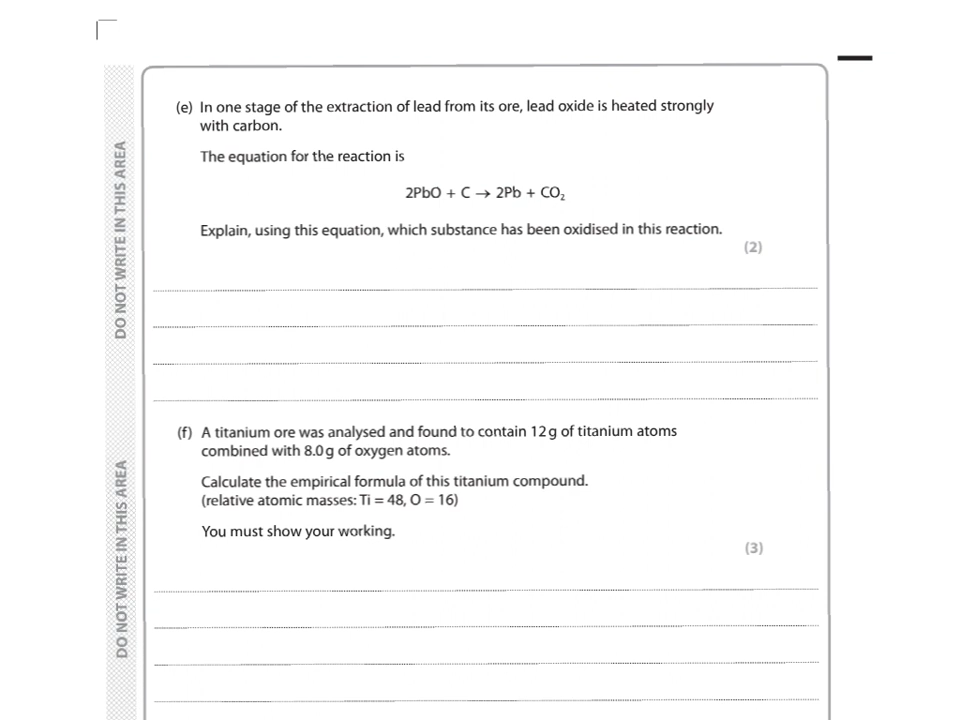 (e) In one stage of the extraction of lead from its ore, lead oxide is heated strongly
with carbon.
The equation for the reaction is
2PbO + C → 2Pb + CO₂
Explain, using this equation, which substance has been oxidised in this reaction.
(2)
(f) A titanium ore was analysed and found to contain 12 g of titanium atoms
combined with 8.0 g of oxygen atoms.
Calculate the empirical formula of this titanium compound.
(relative atomic masses: Ti = 48, O = 16)
You must show your working.
(3)
DO NOT WRITE IN THIS AREA
DO NOT WRITE IN THIS AREA